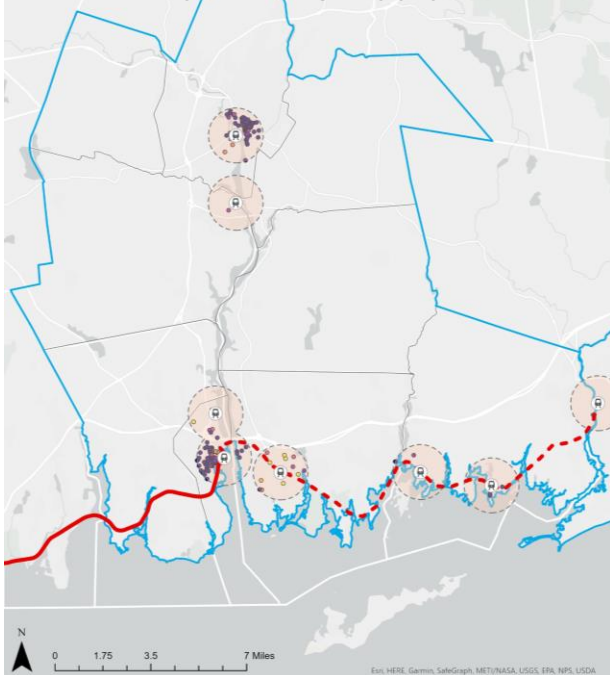 N
0 1.75 3.5 7 Miles
Esri, HERE, Garmin, SafeGraph, METI/NASA, USGS, EPA, NPS, USDA